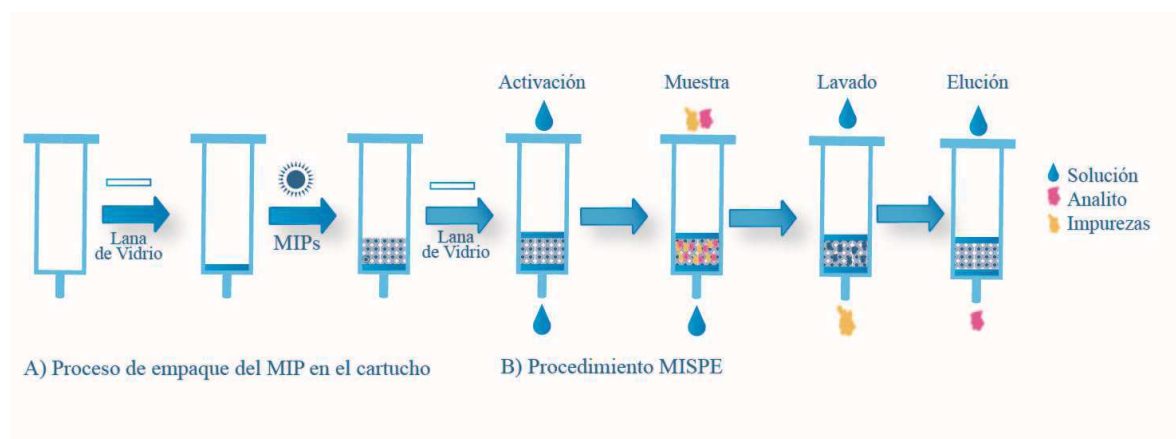 Activación
Muestra
Lavado
Elución
Lana
de Vidrio
MIPs
Lana
de Vidrio
Solución
Analito
Impurezas
A) Proceso de empaque del MIP en el cartucho
B) Procedimiento MISPE